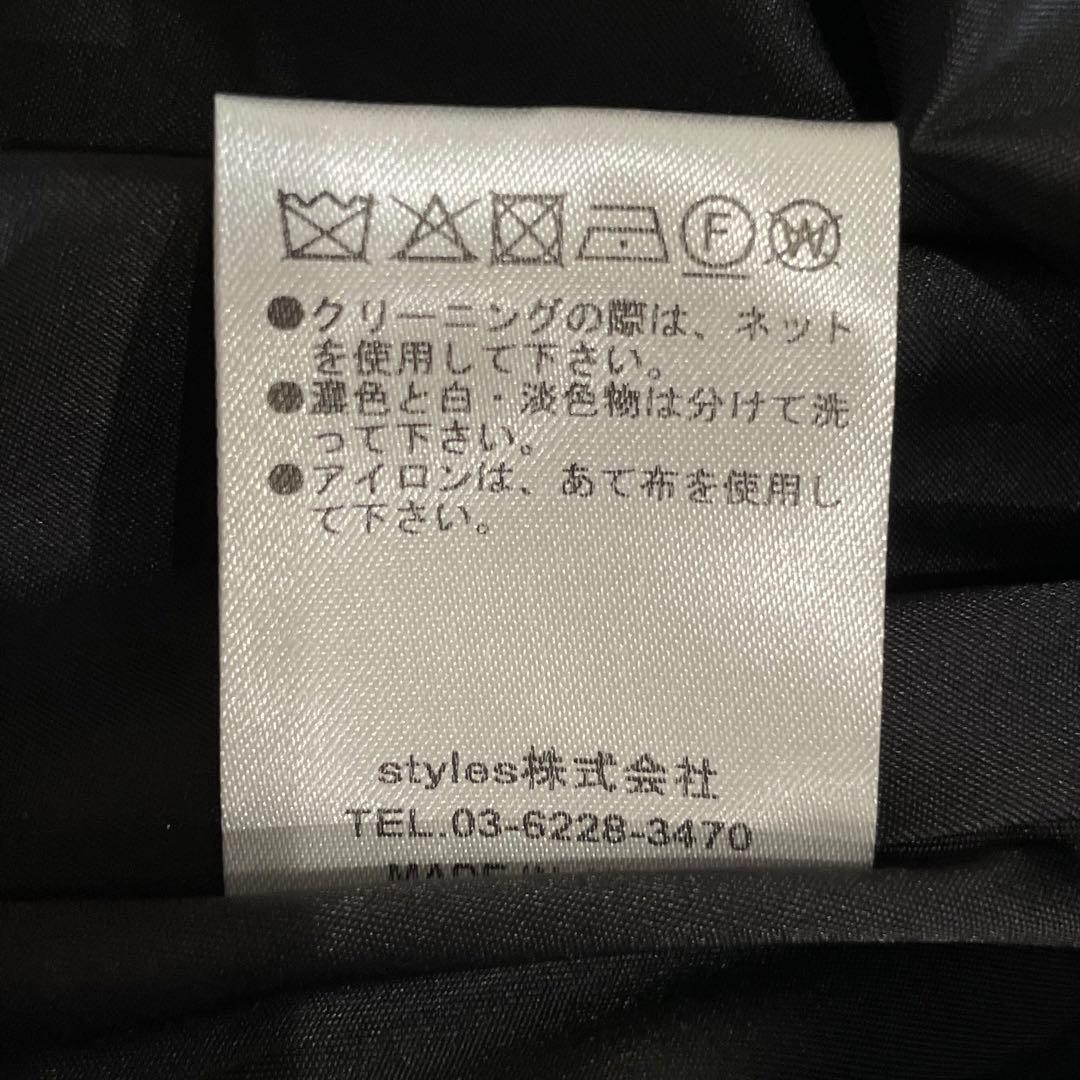 F W
●クリーニングの際は、ネット
を使用して下さい。
●濃色と白・淡色物は分けて洗
って下さい。
●アイロンは、あて布を使用し
て下さい。
styles株式会社
TEL.03-6228-3470
MADE IN